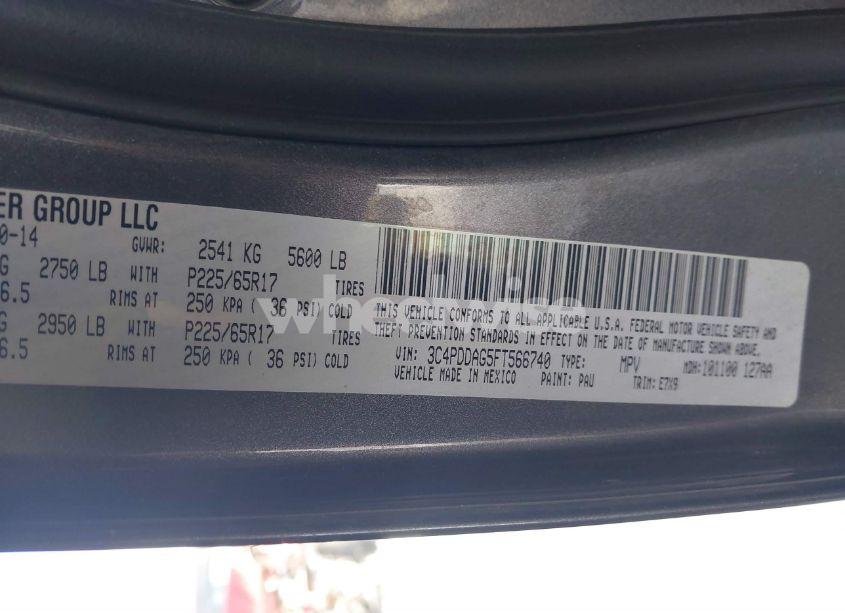 ER GROUP LLC
0-14 GVWR: 2541 KG 5600 LB
G 2750 LB WITH P225/65R17 TIRES
6.5 RIMS AT 250 KPA ( 36 PSI) COLD
G 2950 LB WITH P225/65R17 TIRES
6.5 RIMS AT 250 KPA ( 36 PSI) COLD
THIS VEHICLE CONFORMS TO ALL APPLICABLE U.S.A. FEDERAL MOTOR VEHICLE SAFETY AND
THEFT PREVENTION STANDARDS IN EFFECT ON THE DATE OF MANUFACTURE SHOWN ABOVE.
VIN: 3C4PDDAG5FT566740 TYPE: MPV MDH:101100 127AA
VEHICLE MADE IN MEXICO PAINT: PAU TRIM: E7X9